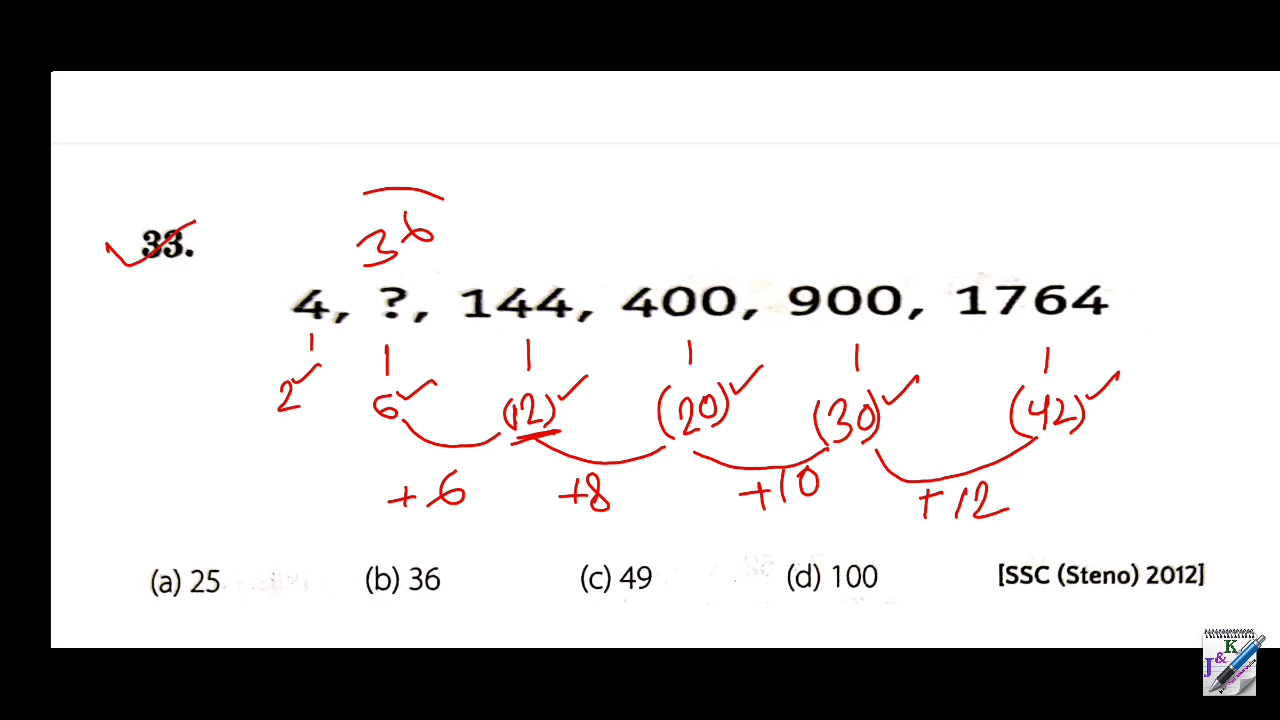 36
33.
4, ?, 144, 400, 900, 1764
2 6 (12) (20) (30) (42)
+6 +8 +10 +12
(a) 25 (b) 36 (c) 49 (d) 100 [SSC (Steno) 2012]
J&K